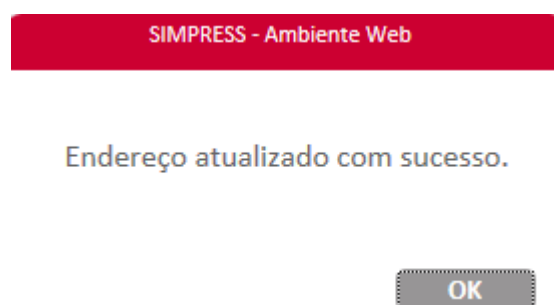 SIMPRESS - Ambiente Web
Endereço atualizado com sucesso.
OK